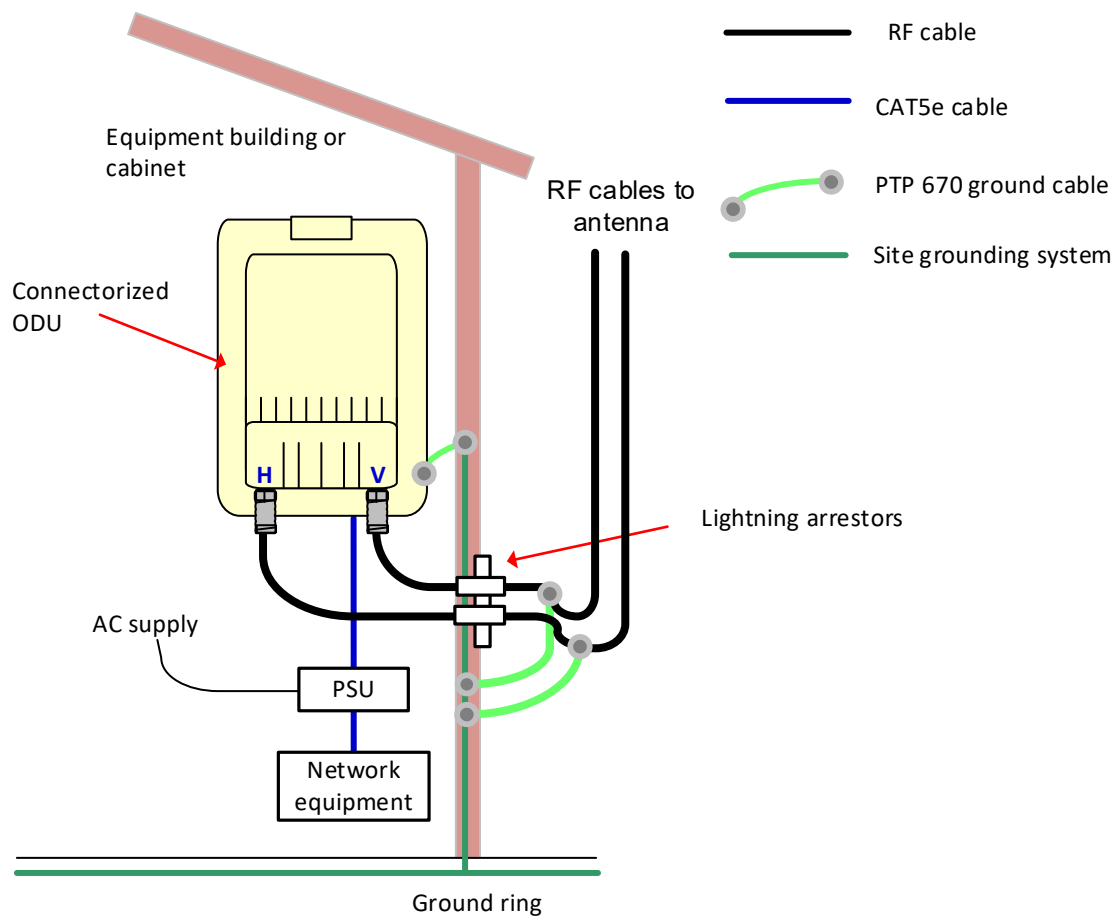 RF cable
CAT5e cable
Equipment building or
cabinet
RF cables to
antenna
PTP 670 ground cable
Site grounding system
Connectorized
ODU
H
V
Lightning arrestors
AC supply
PSU
Network
equipment
Ground ring